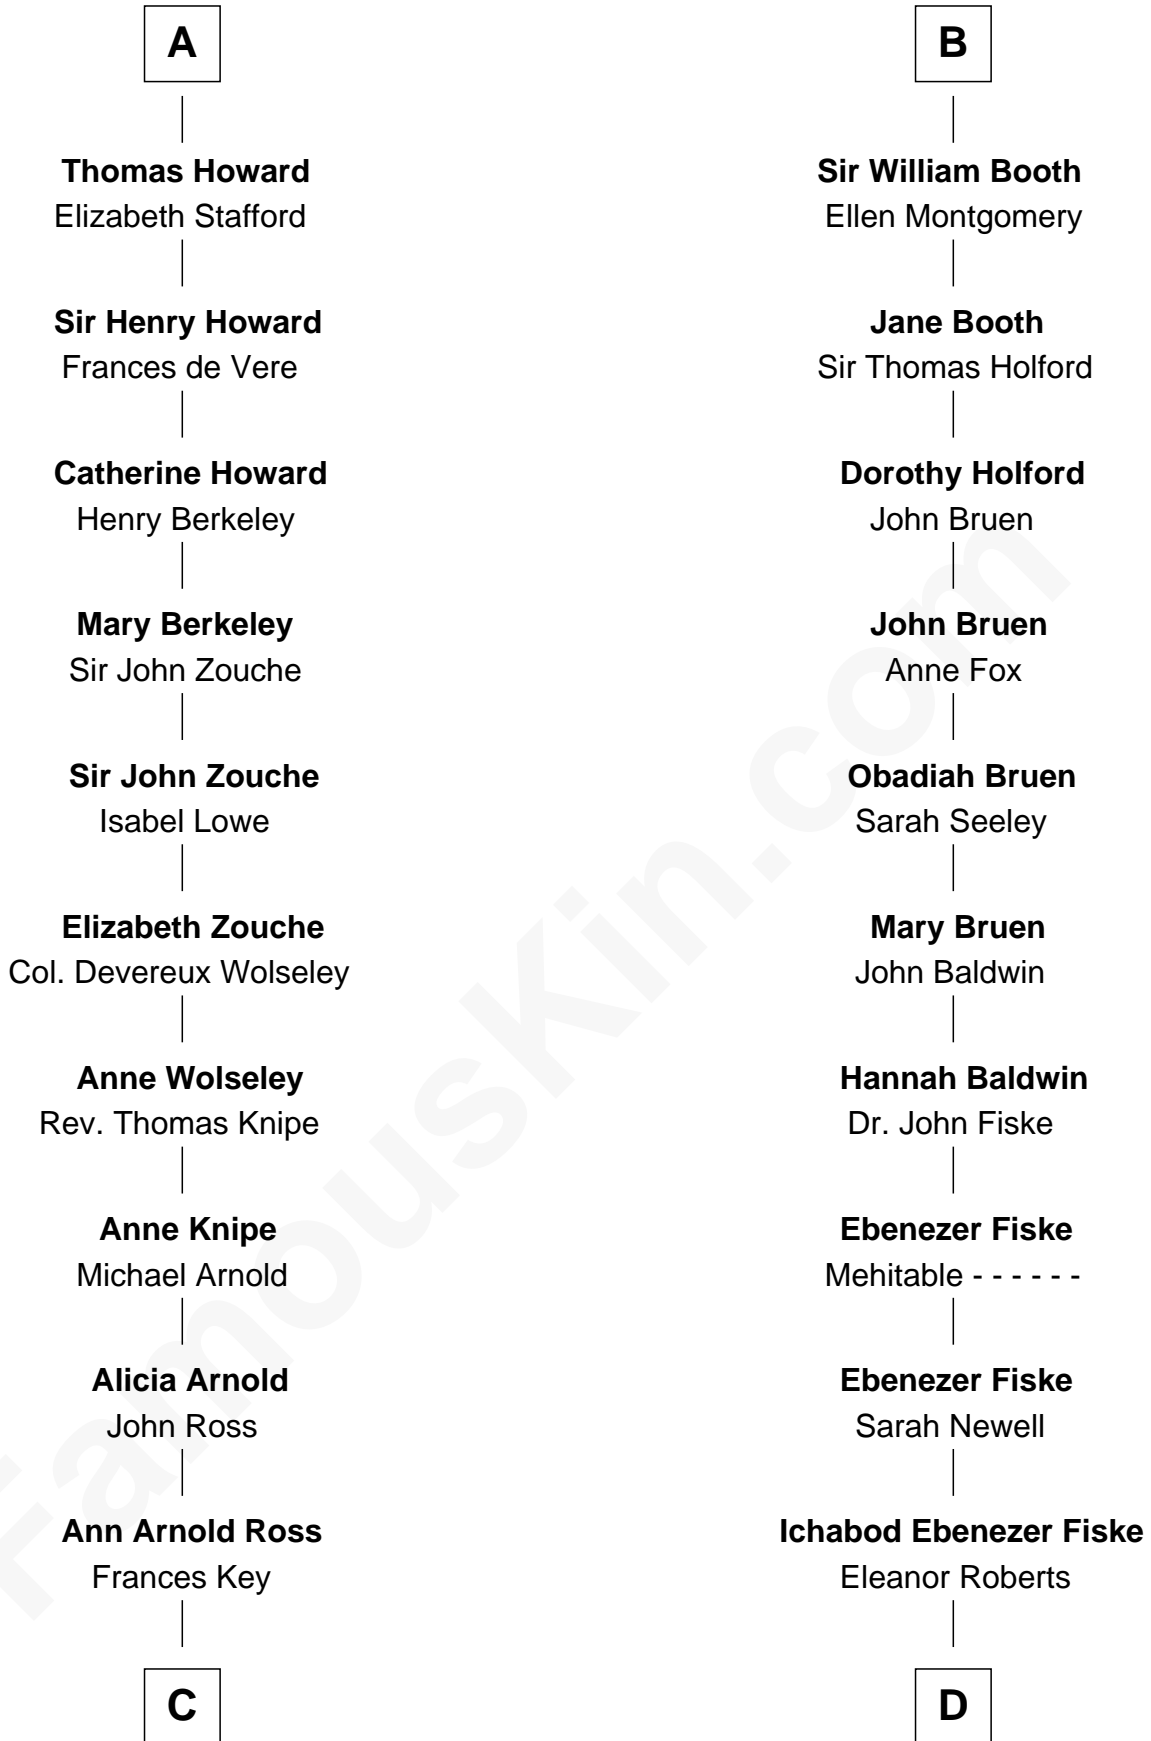 A
Thomas Howard
Elizabeth Stafford
Sir Henry Howard
Frances de Vere
Catherine Howard
Henry Berkeley
Mary Berkeley
Sir John Zouche
Sir John Zouche
Isabel Lowe
Elizabeth Zouche
Col. Devereux Wolseley
Anne Wolseley
Rev. Thomas Knipe
Anne Knipe
Michael Arnold
Alicia Arnold
John Ross
Ann Arnold Ross
Frances Key
C
B
Sir William Booth
Ellen Montgomery
Jane Booth
Sir Thomas Holford
Dorothy Holford
John Bruen
John Bruen
Anne Fox
Obadiah Bruen
Sarah Seeley
Mary Bruen
John Baldwin
Hannah Baldwin
Dr. John Fiske
Ebenezer Fiske
Mehitable - - - - - -
Ebenezer Fiske
Sarah Newell
Ichabod Ebenezer Fiske
Eleanor Roberts
D
FamousKin.com